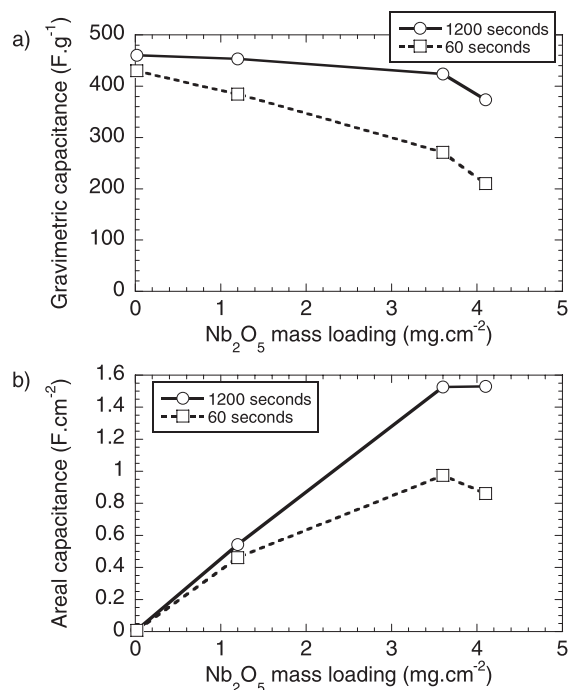 a)
1200 seconds
60 seconds
Gravimetric capacitance (F.g⁻¹)
500
400
300
200
100
0
0 1 2 3 4 5
Nb₂O₅ mass loading (mg.cm⁻²)
b)
1200 seconds
60 seconds
Areal capacitance (F.cm⁻²)
1.6
1.4
1.2
1
0.8
0.6
0.4
0.2
0
0 1 2 3 4 5
Nb₂O₅ mass loading (mg.cm⁻²)